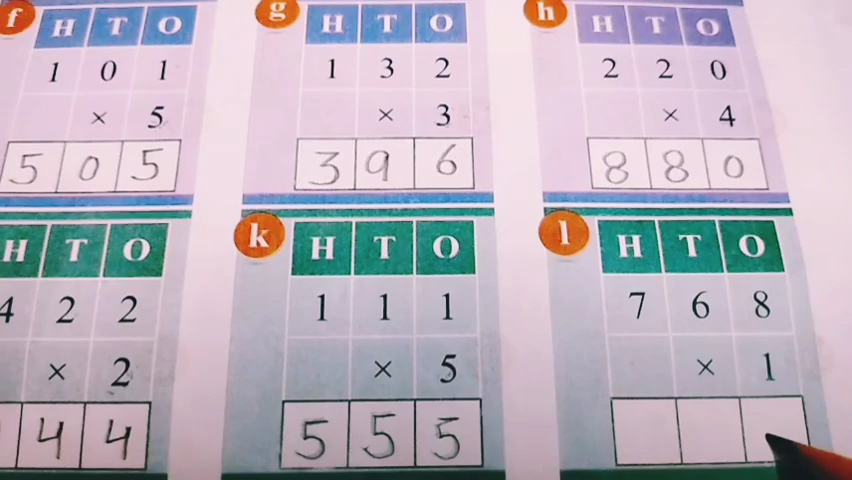 f H T O
1 0 1
× 5
5 0 5
g H T O
1 3 2
× 3
3 9 6
h H T O
2 2 0
× 4
8 8 0
H T O
4 2 2
× 2
4 4
k H T O
1 1 1
× 5
5 5 5
l H T O
7 6 8
× 1